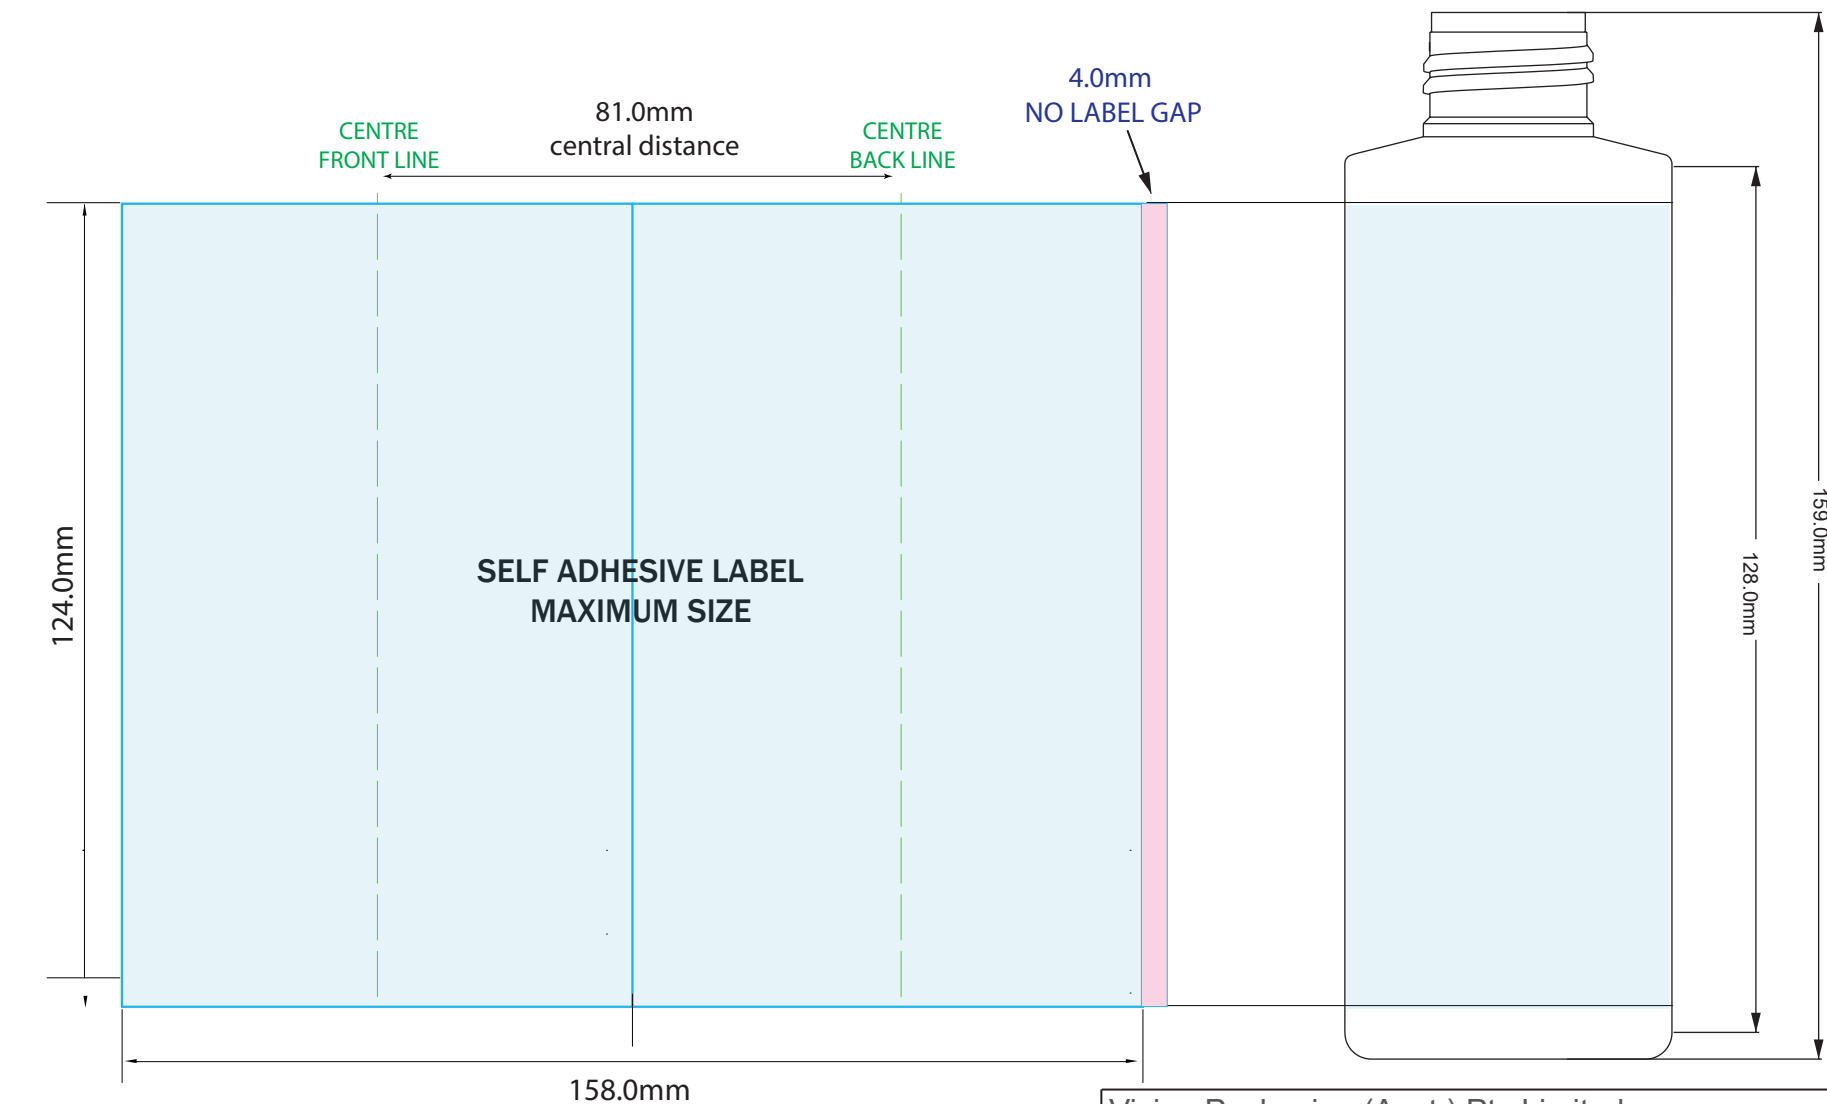 4.0mm
NO LABEL GAP
81.0mm
central distance
CENTRE
FRONT LINE
CENTRE
BACK LINE
SELF ADHESIVE LABEL
MAXIMUM SIZE
124.0mm
159.0mm
128.0mm
158.0mm